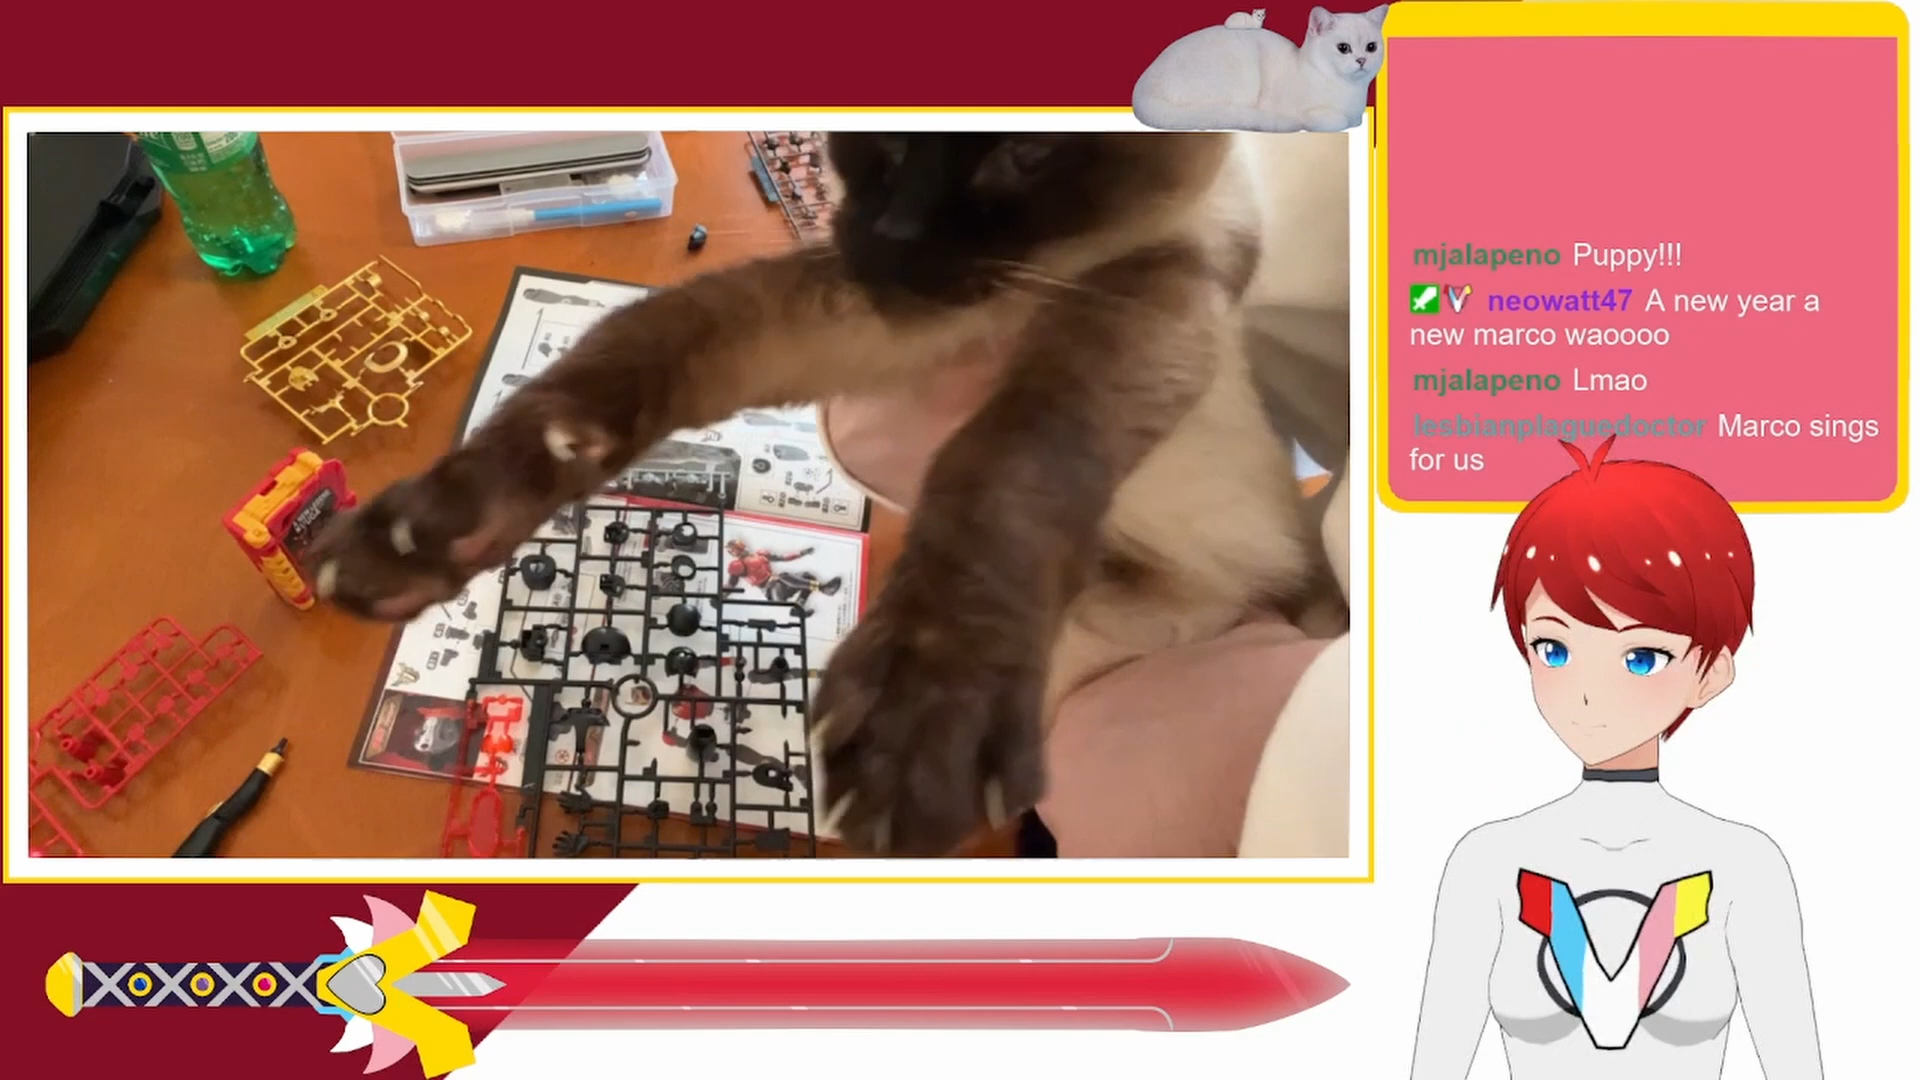 mjalapeno Puppy!!!
neowatt47 A new year a
new marco waoooo
mjalapeno Lmao
lesbianplaguedoctor Marco sings
for us